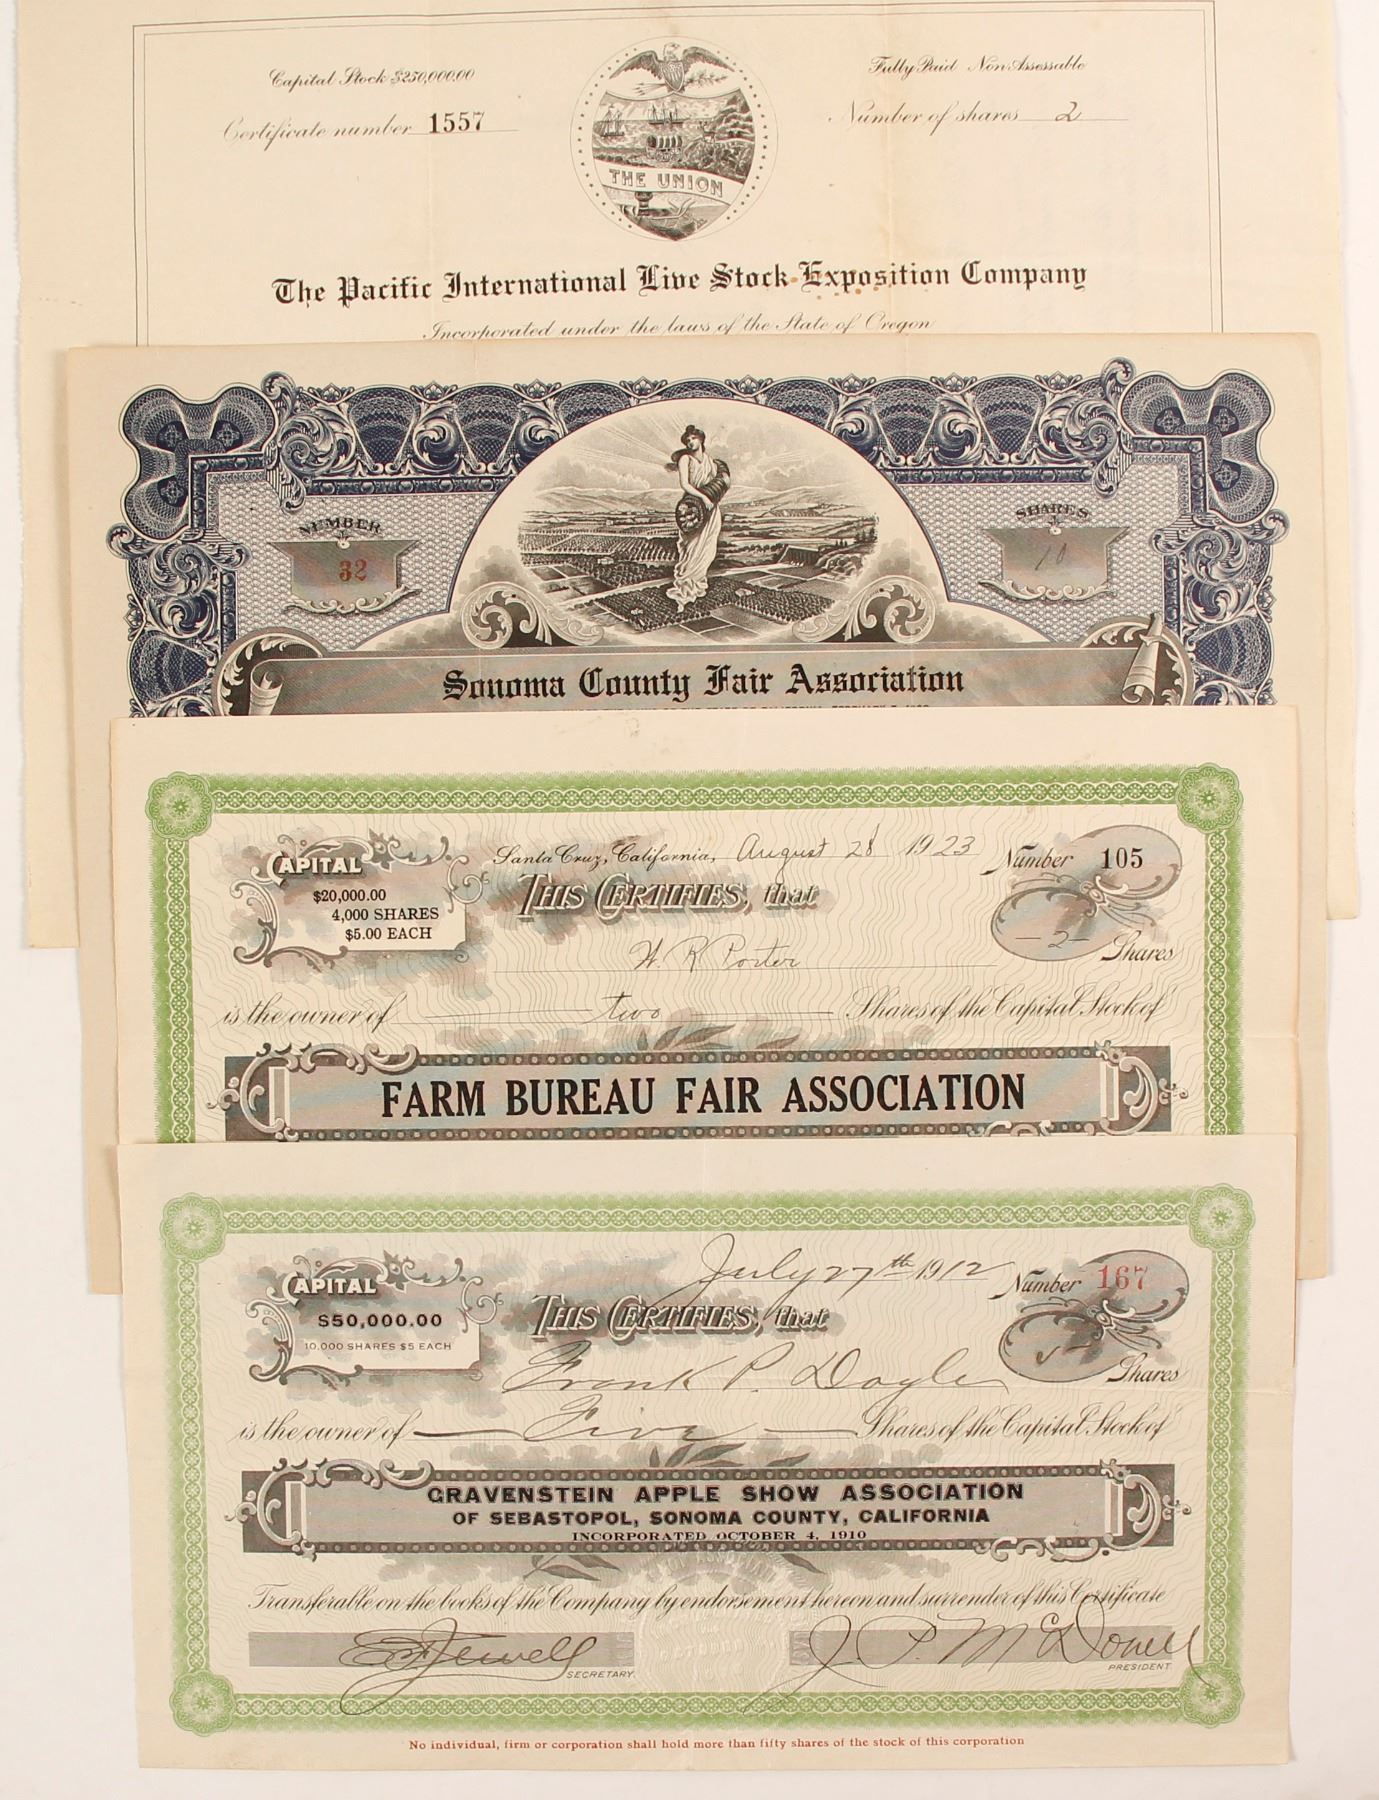 Capital Stock $250,000.00
Fully Paid Non Assessable
Certificate number 1557
Number of shares 2
THE UNION
The Pacific International Live Stock Exposition Company
Incorporated under the laws of the State of Oregon
NUMBER
SHARES
32
10
Sonoma County Fair Association
Santa Cruz, California, August 28 1923
CAPITAL
$20,000.00
4,000 SHARES
$5.00 EACH
Number 105
THIS CERTIFIES, that
- 2 - Shares
W. R Porter
is the owner of two Shares of the Capital Stock of
FARM BUREAU FAIR ASSOCIATION
July 27th 1912
CAPITAL
$50,000.00
10,000 SHARES $5 EACH
Number 167
THIS CERTIFIES, that
5 - Shares
Frank P. Doyle
is the owner of Five Shares of the Capital Stock of
GRAVENSTEIN APPLE SHOW ASSOCIATION
OF SEBASTOPOL, SONOMA COUNTY, CALIFORNIA
INCORPORATED OCTOBER 4, 1910
Transferable on the books of the Company by endorsement hereon and surrender of this Certificate
Jewell
SECRETARY.
J. P. McDonell
PRESIDENT.
No individual, firm or corporation shall hold more than fifty shares of the stock of this corporation